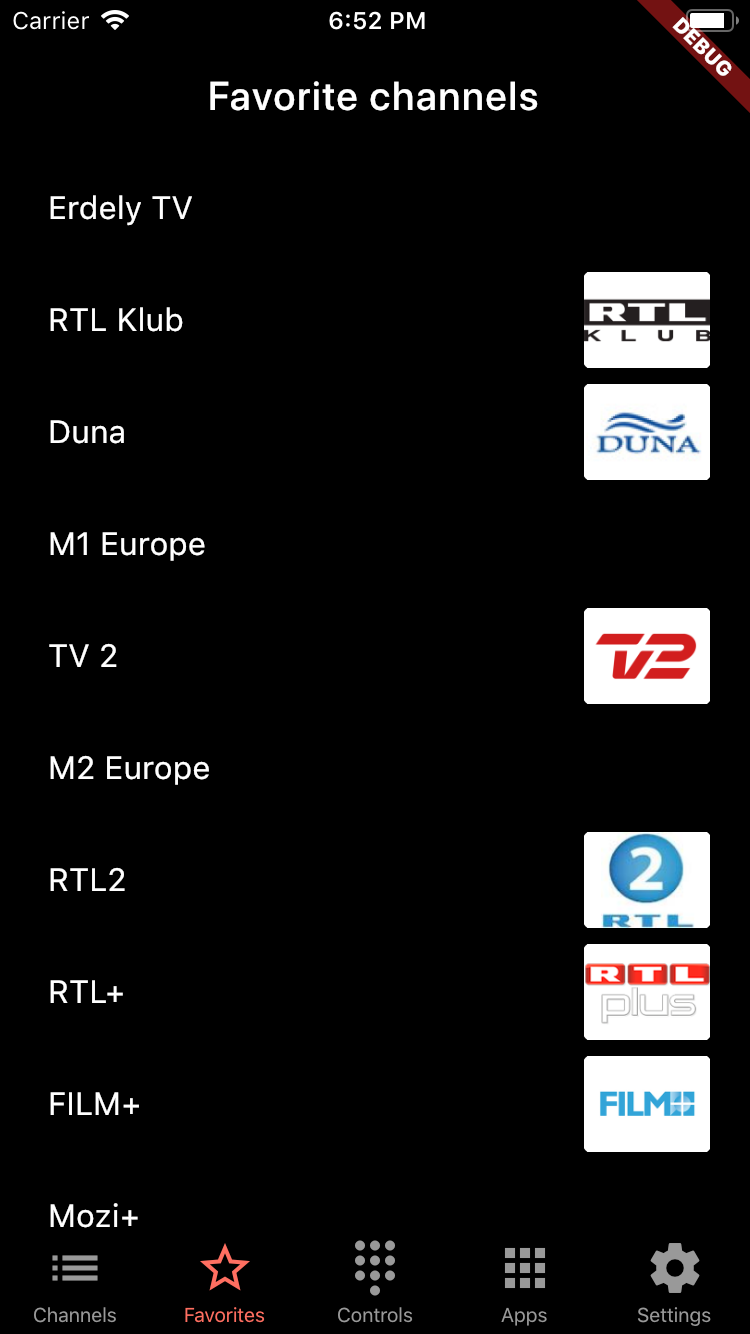 Carrier 6:52 PM
DEBUG
Favorite channels
Erdely TV
RTL Klub
RTL
KLUB
Duna
DUNA
M1 Europe
TV 2
TV2
M2 Europe
RTL2
2
RTL
RTL+
RTL
plus
FILM+
FILM+
Mozi+
Channels Favorites Controls Apps Settings